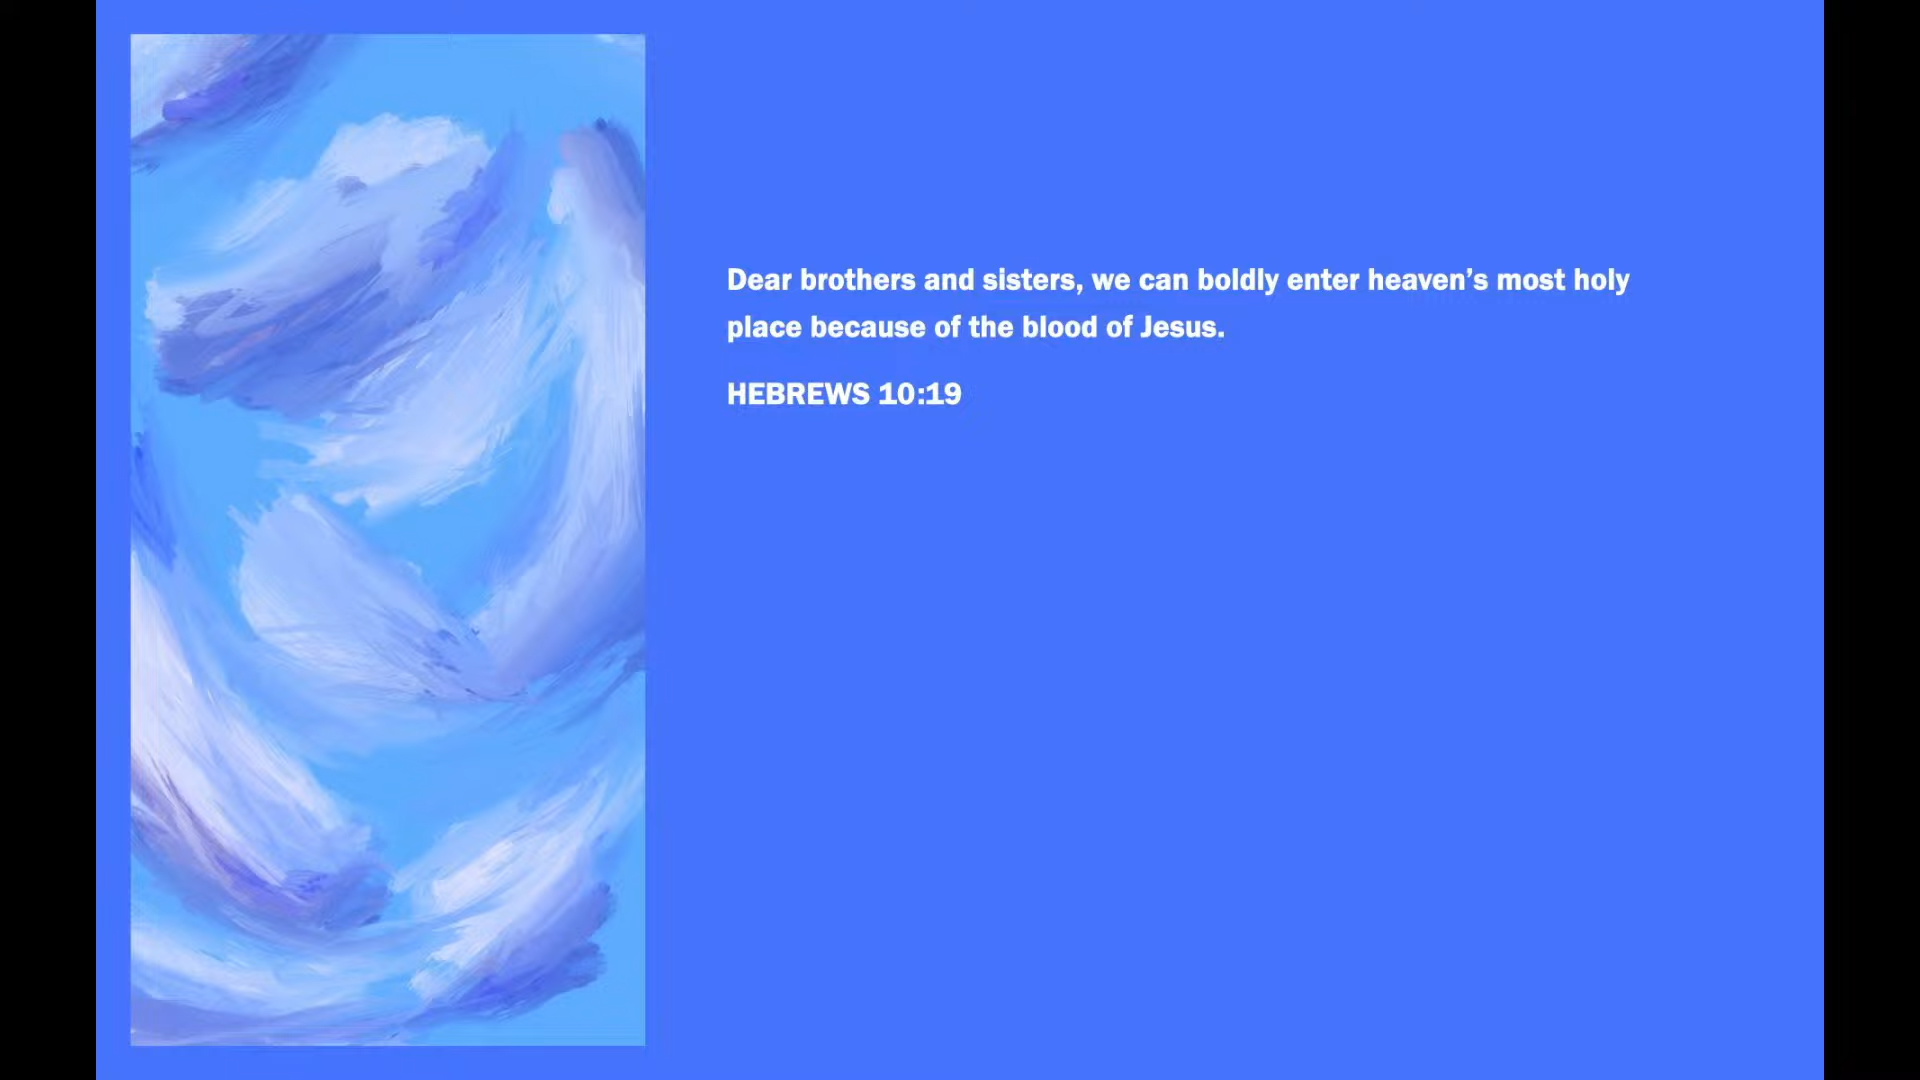 Dear brothers and sisters, we can boldly enter heaven’s most holy
place because of the blood of Jesus.
HEBREWS 10:19